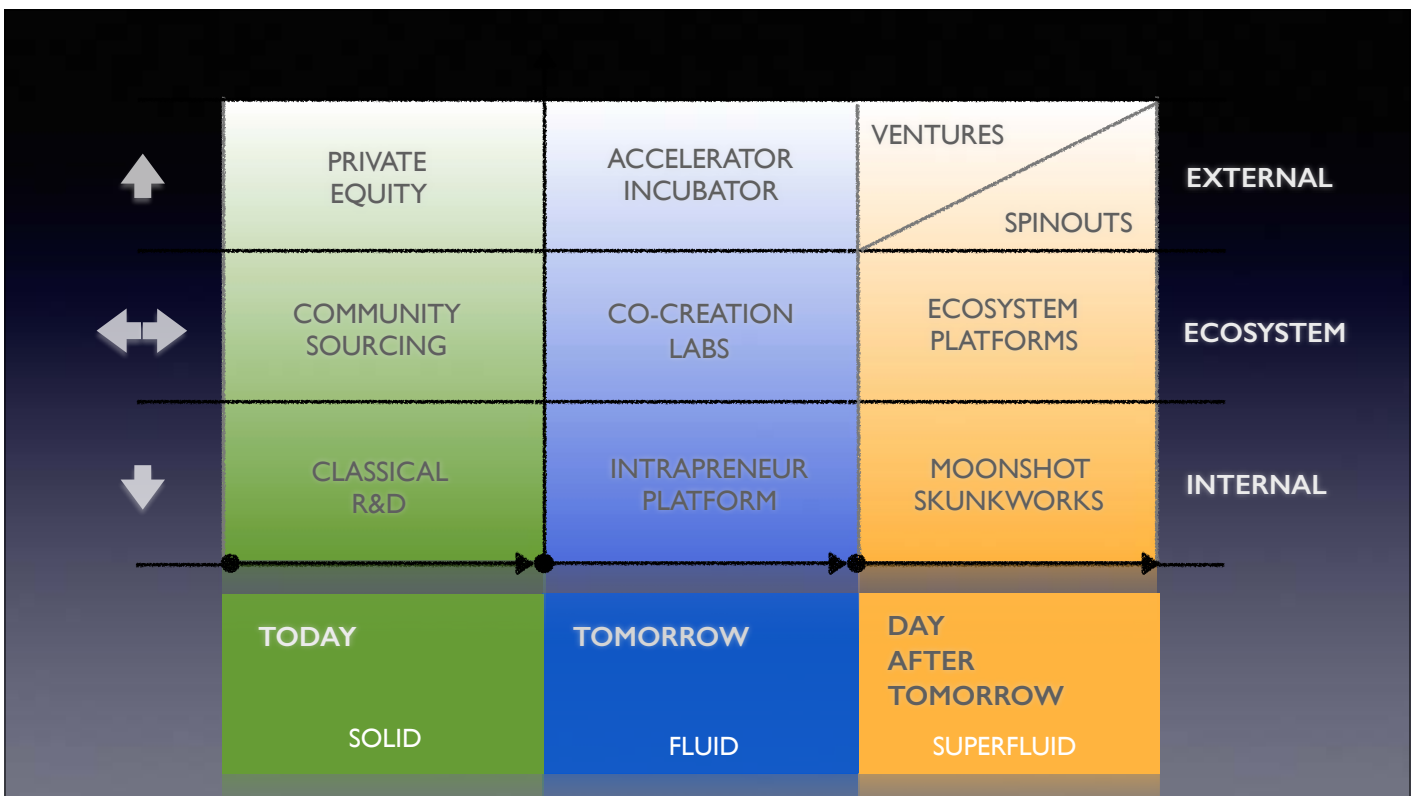 PRIVATE
EQUITY
ACCELERATOR
INCUBATOR
VENTURES
SPINOUTS
EXTERNAL
COMMUNITY
SOURCING
CO-CREATION
LABS
ECOSYSTEM
PLATFORMS
ECOSYSTEM
CLASSICAL
R&D
INTRAPRENEUR
PLATFORM
MOONSHOT
SKUNKWORKS
INTERNAL
TODAY
SOLID
TOMORROW
FLUID
DAY
AFTER
TOMORROW
SUPERFLUID